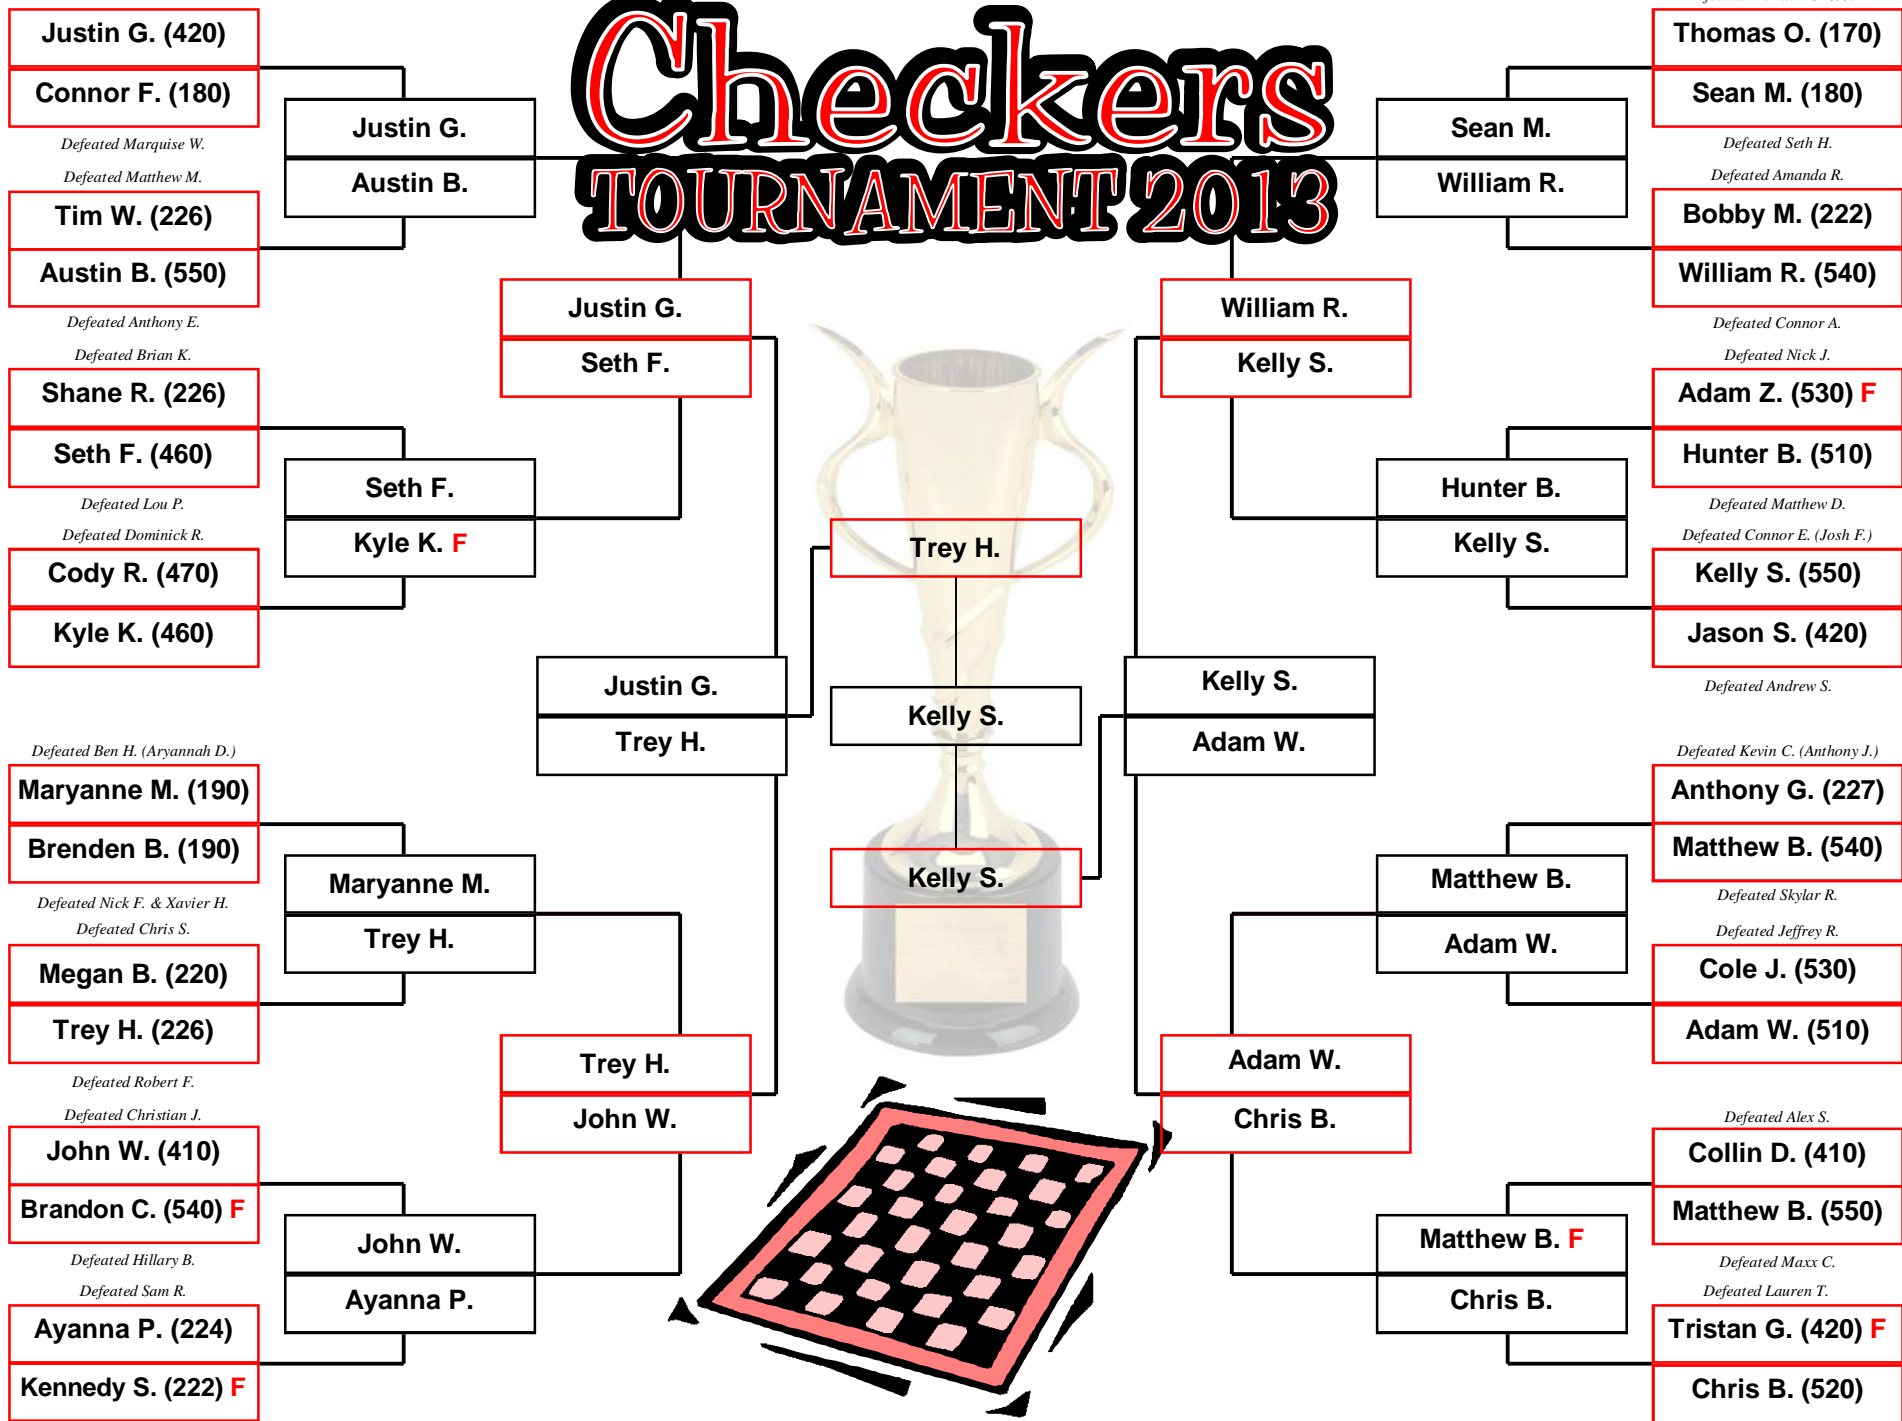 Checkers
TOURNAMENT 2013
Justin G. (420)
Connor F. (180)
Defeated Marquise W.
Defeated Matthew M.
Tim W. (226)
Austin B. (550)
Defeated Anthony E.
Defeated Brian K.
Shane R. (226)
Seth F. (460)
Defeated Lou P.
Defeated Dominick R.
Cody R. (470)
Kyle K. (460)
Defeated Ben H. (Aryannah D.)
Maryanne M. (190)
Brenden B. (190)
Defeated Nick F. & Xavier H.
Defeated Chris S.
Megan B. (220)
Trey H. (226)
Defeated Robert F.
Defeated Christian J.
John W. (410)
Brandon C. (540) F
Defeated Hillary B.
Defeated Sam R.
Ayanna P. (224)
Kennedy S. (222) F
Justin G.
Austin B.
Seth F.
Kyle K. F
Maryanne M.
Trey H.
John W.
Ayanna P.
Justin G.
Seth F.
Trey H.
John W.
Justin G.
Trey H.
Trey H.
Kelly S.
Kelly S.
Kelly S.
Adam W.
William R.
Kelly S.
Adam W.
Chris B.
Sean M.
William R.
Hunter B.
Kelly S.
Matthew B.
Adam W.
Matthew B. F
Chris B.
Thomas O. (170)
Sean M. (180)
Defeated Seth H.
Defeated Amanda R.
Bobby M. (222)
William R. (540)
Defeated Connor A.
Defeated Nick J.
Adam Z. (530) F
Hunter B. (510)
Defeated Matthew D.
Defeated Connor E. (Josh F.)
Kelly S. (550)
Jason S. (420)
Defeated Andrew S.
Defeated Kevin C. (Anthony J.)
Anthony G. (227)
Matthew B. (540)
Defeated Skylar R.
Defeated Jeffrey R.
Cole J. (530)
Adam W. (510)
Defeated Alex S.
Collin D. (410)
Matthew B. (550)
Defeated Maxx C.
Defeated Lauren T.
Tristan G. (420) F
Chris B. (520)